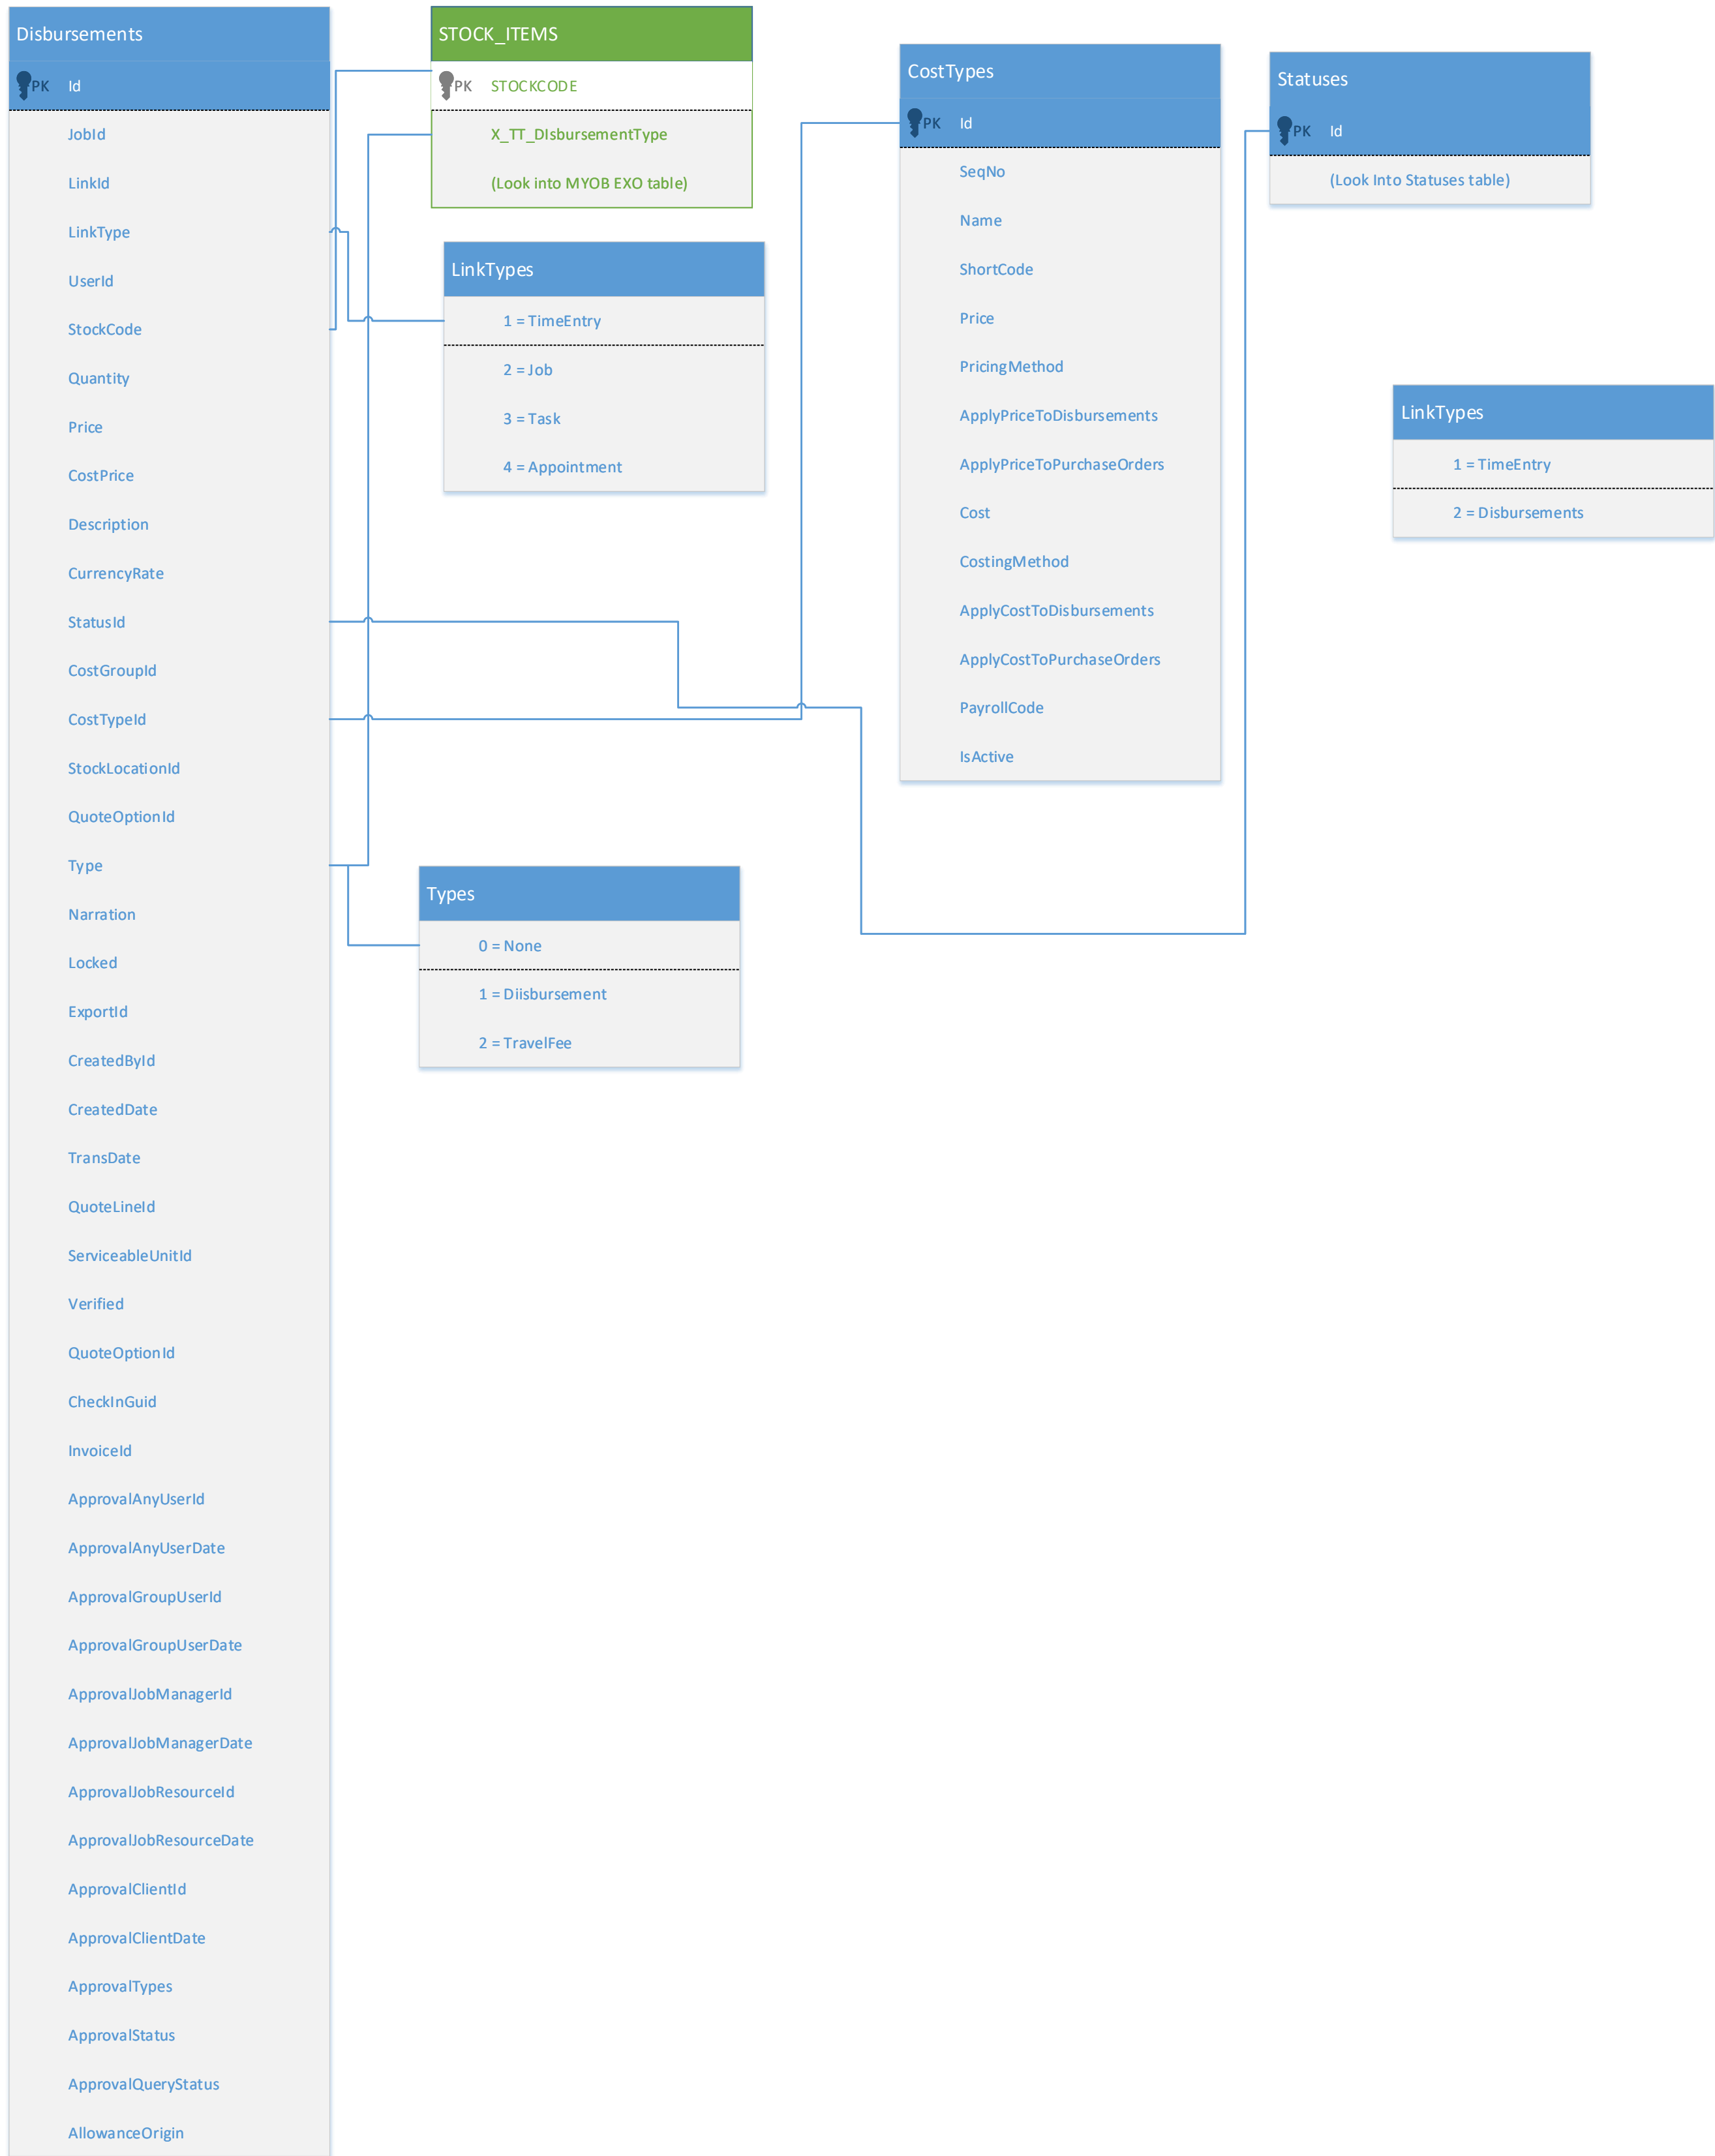 Disbursements
PK Id
JobId
LinkId
LinkType
UserId
StockCode
Quantity
Price
CostPrice
Description
CurrencyRate
StatusId
CostGroupId
CostTypeId
StockLocationId
QuoteOptionId
Type
Narration
Locked
ExportId
CreatedById
CreatedDate
TransDate
QuoteLineId
ServiceableUnitId
Verified
QuoteOptionId
CheckInGuid
InvoiceId
ApprovalAnyUserId
ApprovalAnyUserDate
ApprovalGroupUserId
ApprovalGroupUserDate
ApprovalJobManagerId
ApprovalJobManagerDate
ApprovalJobResourceId
ApprovalJobResourceDate
ApprovalClientId
ApprovalClientDate
ApprovalTypes
ApprovalStatus
ApprovalQueryStatus
AllowanceOrigin
STOCK_ITEMS
PK STOCKCODE
X_TT_DIsbursementType
(Look into MYOB EXO table)
LinkTypes
1 = TimeEntry
2 = Job
3 = Task
4 = Appointment
Types
0 = None
1 = Diisbursement
2 = TravelFee
CostTypes
PK Id
SeqNo
Name
ShortCode
Price
PricingMethod
ApplyPriceToDisbursements
ApplyPriceToPurchaseOrders
Cost
CostingMethod
ApplyCostToDisbursements
ApplyCostToPurchaseOrders
PayrollCode
IsActive
Statuses
PK Id
(Look Into Statuses table)
LinkTypes
1 = TimeEntry
2 = Disbursements